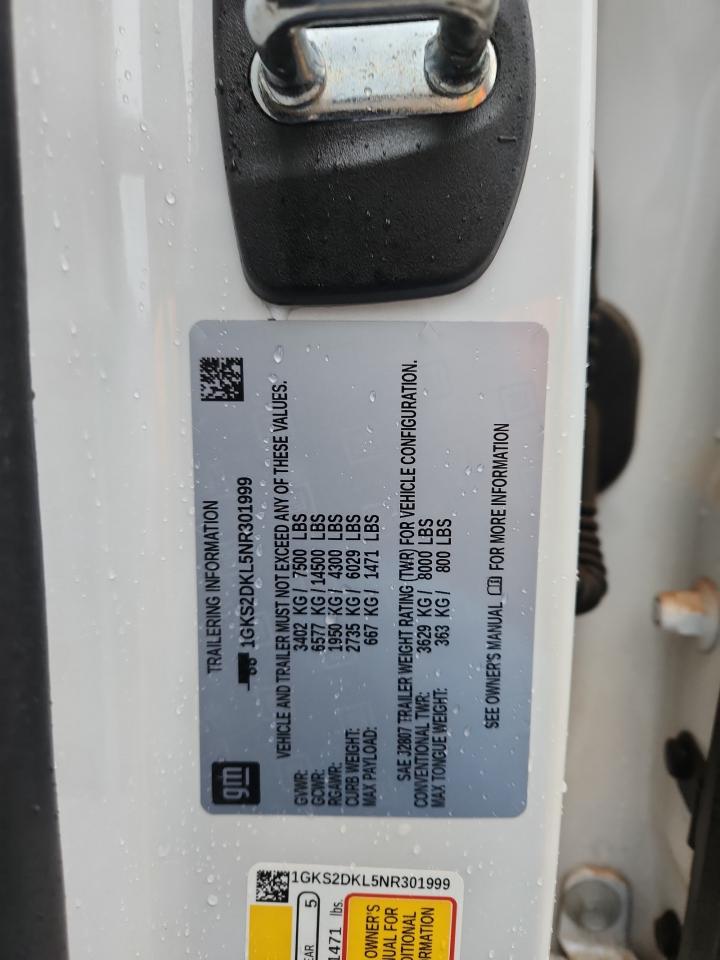 gm
TRAILERING INFORMATION
1GKS2DKL5NR301999
VEHICLE AND TRAILER MUST NOT EXCEED ANY OF THESE VALUES.
GVWR: 3402 KG / 7500 LBS
GCWR: 6577 KG / 14500 LBS
RGAWR: 1950 KG / 4300 LBS
CURB WEIGHT: 2735 KG / 6029 LBS
MAX PAYLOAD: 667 KG / 1471 LBS
SAE J2807 TRAILER WEIGHT RATING (TWR) FOR VEHICLE CONFIGURATION.
CONVENTIONAL TWR: 3629 KG / 8000 LBS
MAX TONGUE WEIGHT: 363 KG / 800 LBS
SEE OWNER'S MANUAL FOR MORE INFORMATION
1GKS2DKL5NR301999
EAR 5
1471 lbs.
OWNER'S
UAL FOR
DITIONAL
RMATION